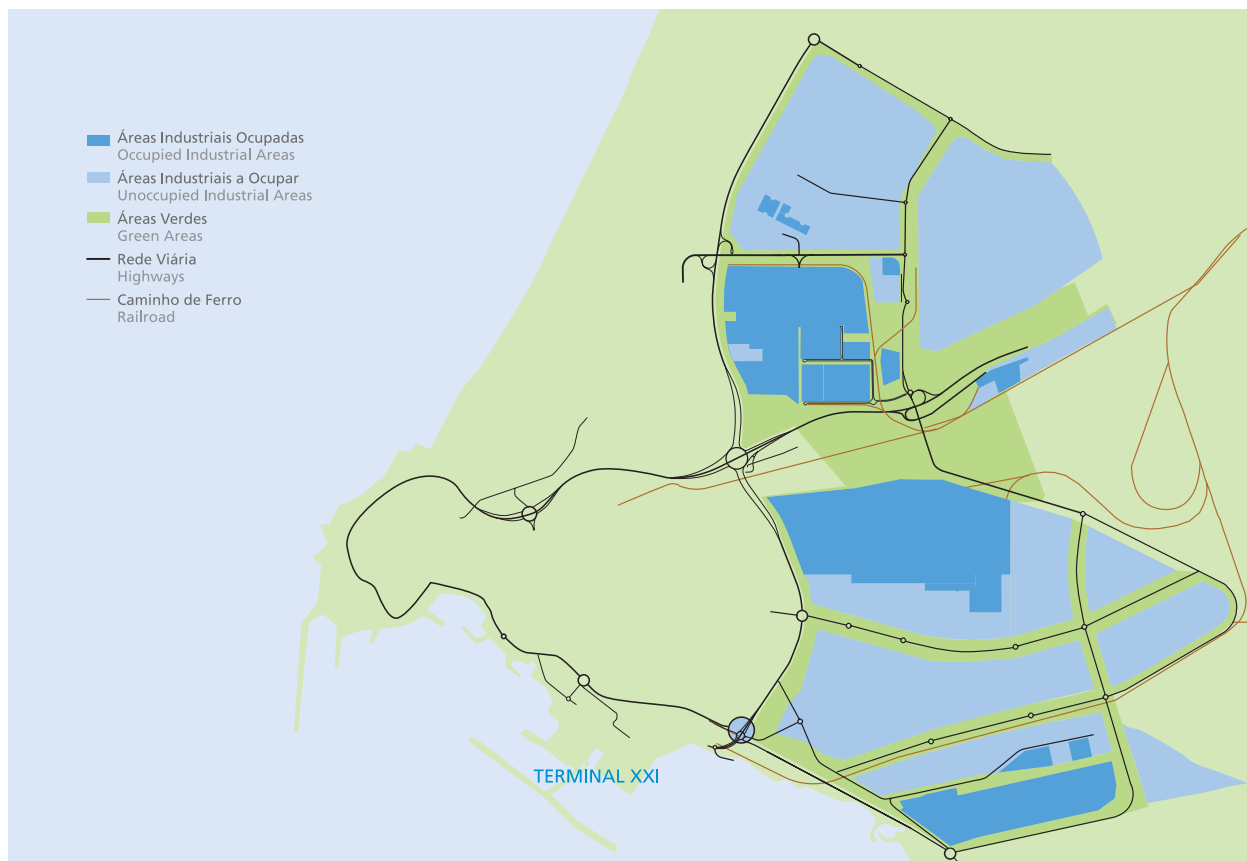 Áreas Industriais Ocupadas
Occupied Industrial Areas
Áreas Industriais a Ocupar
Unoccupied Industrial Areas
Áreas Verdes
Green Areas
Rede Viária
Highways
Caminho de Ferro
Railroad
TERMINAL XXI